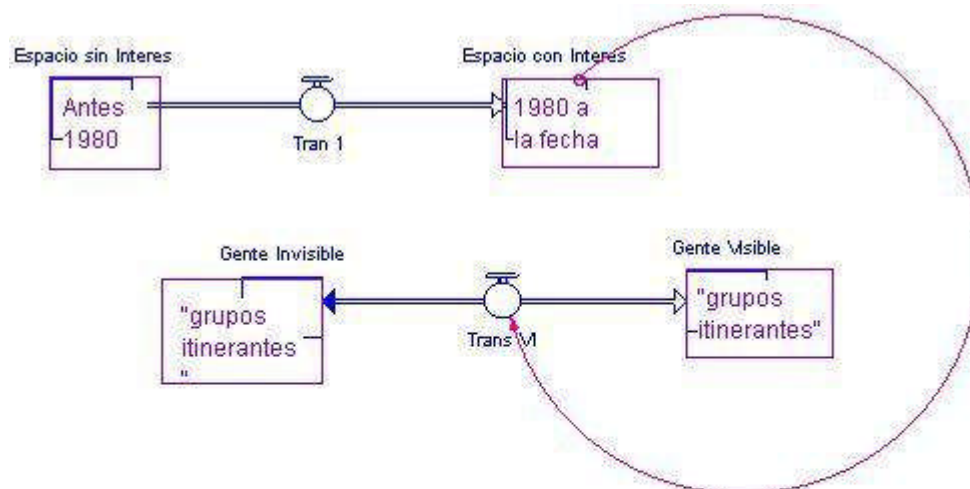 Espacio sin Interes
Espacio con Interes
Antes
1980
1980 a
la fecha
Tran 1
Gente Invisible
Gente Visible
"grupos
itinerantes
"
"grupos
itinerantes"
Trans VI